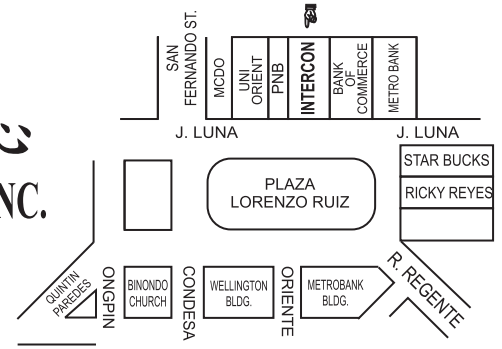 SAN
FERNANDO ST.
MCDO
UNI
ORIENT
PNB
INTERCON
BANK
OF
COMMERCE
METRO BANK
J. LUNA
J. LUNA
STAR BUCKS
RICKY REYES
PLAZA
LORENZO RUIZ
NC.
QUINTIN
PAREDES
ONGPIN
BINONDO
CHURCH
CONDESA
WELLINGTON
BLDG.
ORIENTE
METROBANK
BLDG.
R. REGENTE